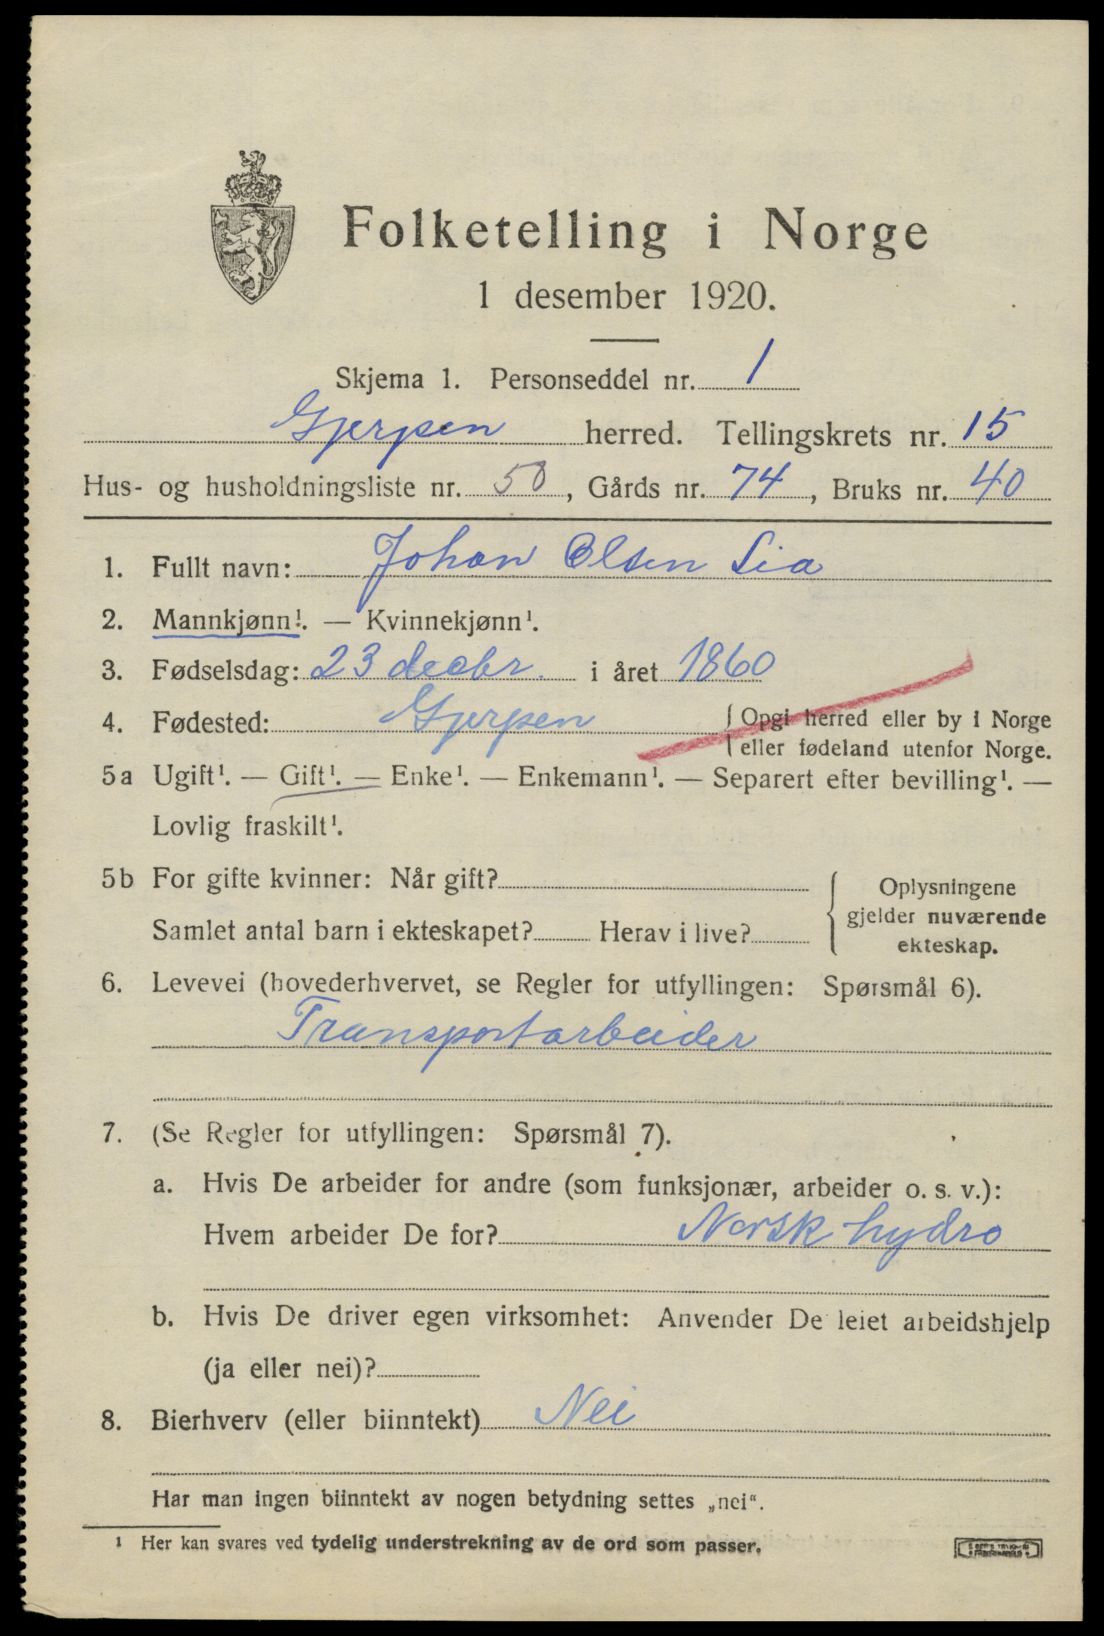 Folketelling i Norge
1 desember 1920.
Skjema 1. Personseddel nr. 1
Gjerpen herred. Tellingskrets nr. 15
Hus- og husholdningsliste nr. 50, Gårds nr. 74, Bruks nr. 40
1. Fullt navn: Johan Olsen Lia
2. Mannkjønn¹. — Kvinnekjønn¹.
3. Fødselsdag: 23 decbr. i året 1860
4. Fødested: Gjerpen { Opgi herred eller by i Norge
eller fødeland utenfor Norge.
5a Ugift¹. — Gift¹. — Enke¹. — Enkemann¹. — Separert efter bevilling¹. —
Lovlig fraskilt¹.
5b For gifte kvinner: Når gift?
Samlet antal barn i ekteskapet? Herav i live?
Oplysningene
gjelder nuværende
ekteskap.
6. Levevei (hovederhvervet, se Regler for utfyllingen: Spørsmål 6).
Transportarbeider
7. (Se Regler for utfyllingen: Spørsmål 7).
a. Hvis De arbeider for andre (som funksjonær, arbeider o. s. v.):
Hvem arbeider De for? Norsk hydro
b. Hvis De driver egen virksomhet: Anvender De leiet arbeidshjelp
(ja eller nei)?
8. Bierhverv (eller biinntekt) Nei
Har man ingen biinntekt av nogen betydning settes „nei“.
¹ Her kan svares ved tydelig understrekning av de ord som passer.